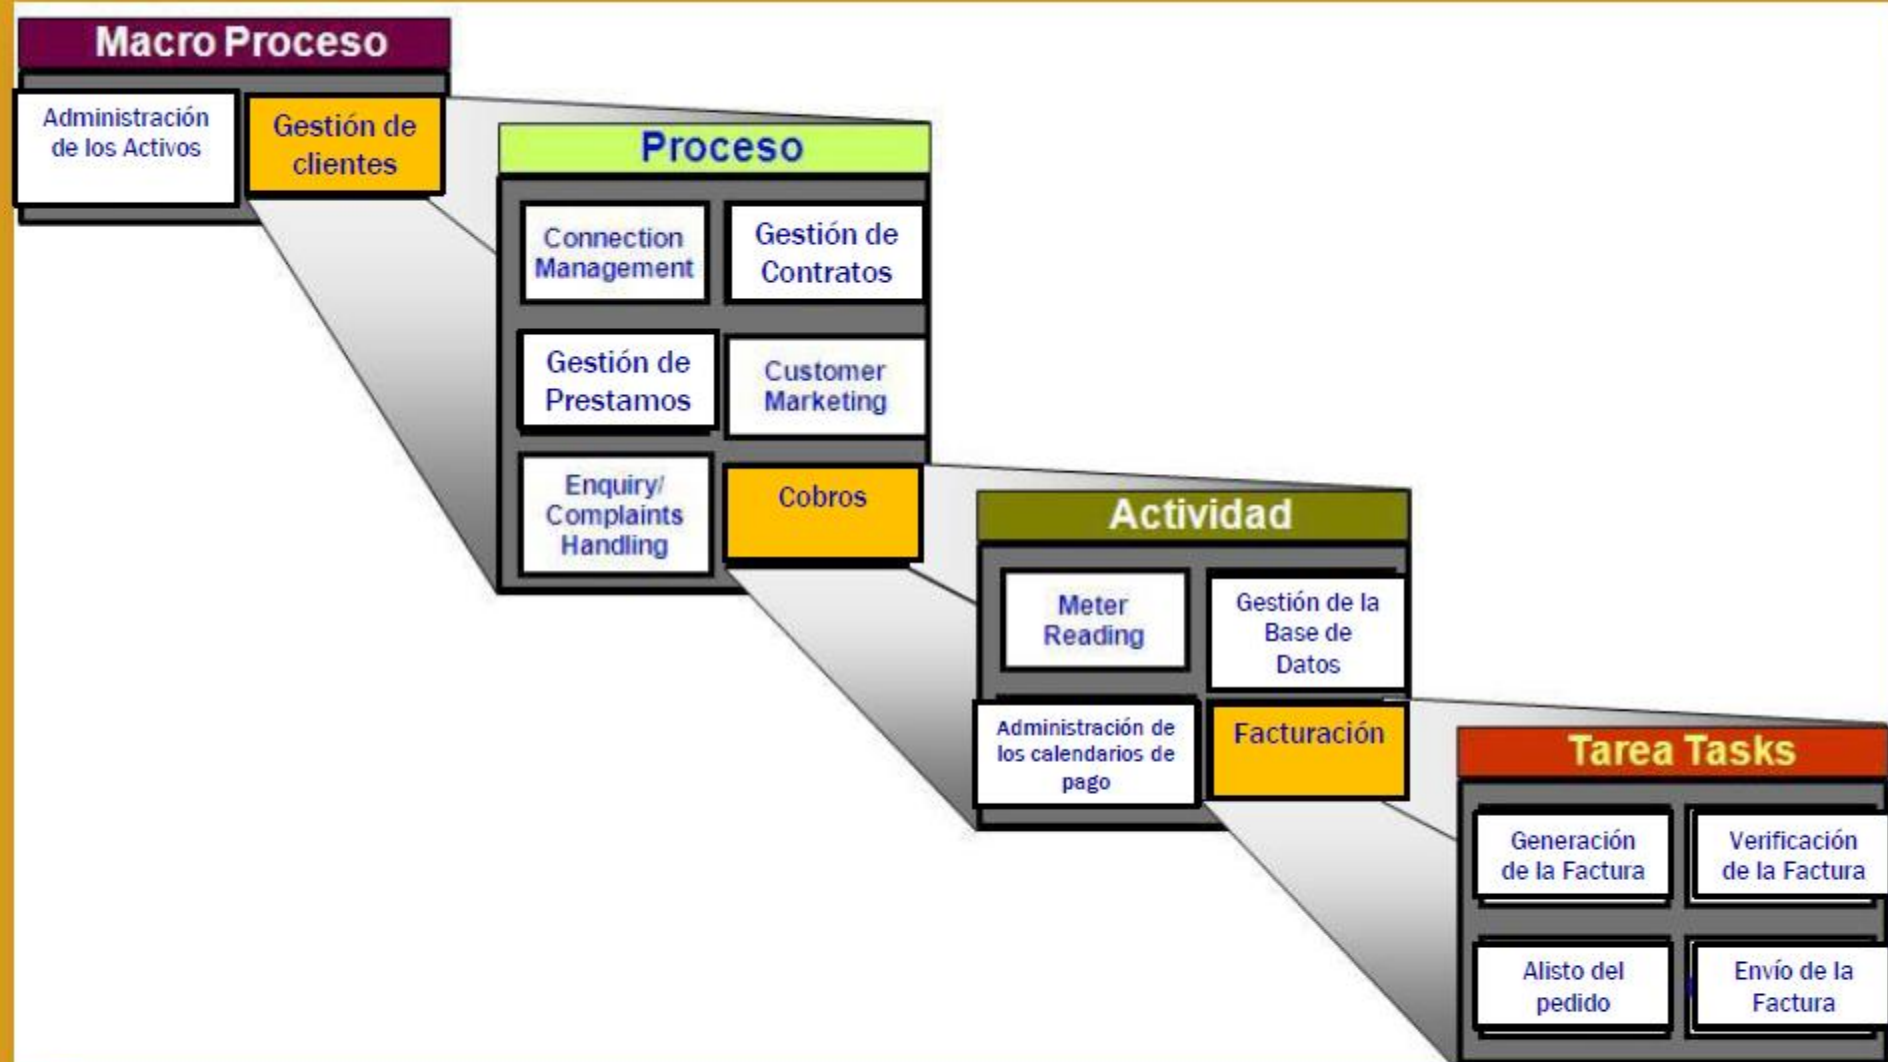 Macro Proceso
Administración
de los Activos
Gestión de
clientes
Proceso
Connection
Management
Gestión de
Contratos
Gestión de
Prestamos
Customer
Marketing
Enquiry/
Complaints
Handling
Cobros
Actividad
Meter
Reading
Gestión de la
Base de
Datos
Administración de
los calendarios de
pago
Facturación
Tarea Tasks
Generación
de la Factura
Verificación
de la Factura
Alisto del
pedido
Envío de la
Factura